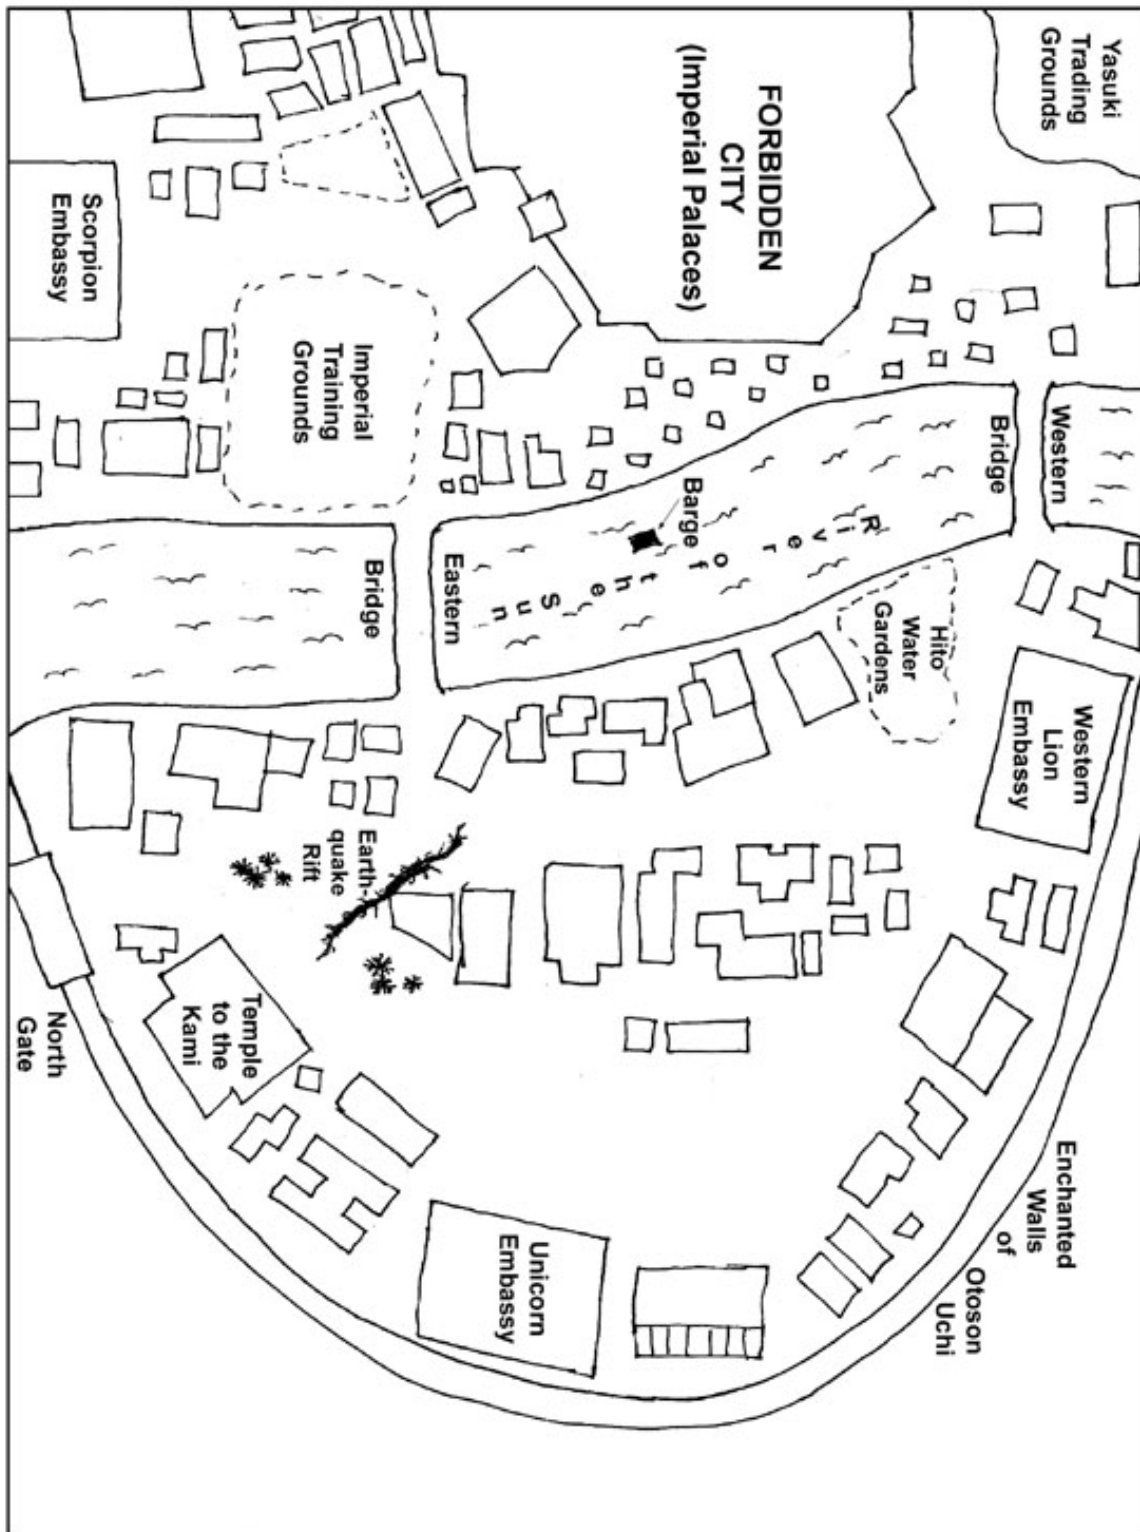 Yasuki
Trading
Grounds
FORBIDDEN
CITY
(Imperial Palaces)
Scorpion
Embassy
Imperial
Training
Grounds
Western
Bridge
Barge
River of the Sun
Eastern
Bridge
Hito
Water
Gardens
Western
Lion
Embassy
Earth-
quake
Rift
Temple
to the
Kami
North
Gate
Unicorn
Embassy
Enchanted
Walls
of
Otoson
Uchi